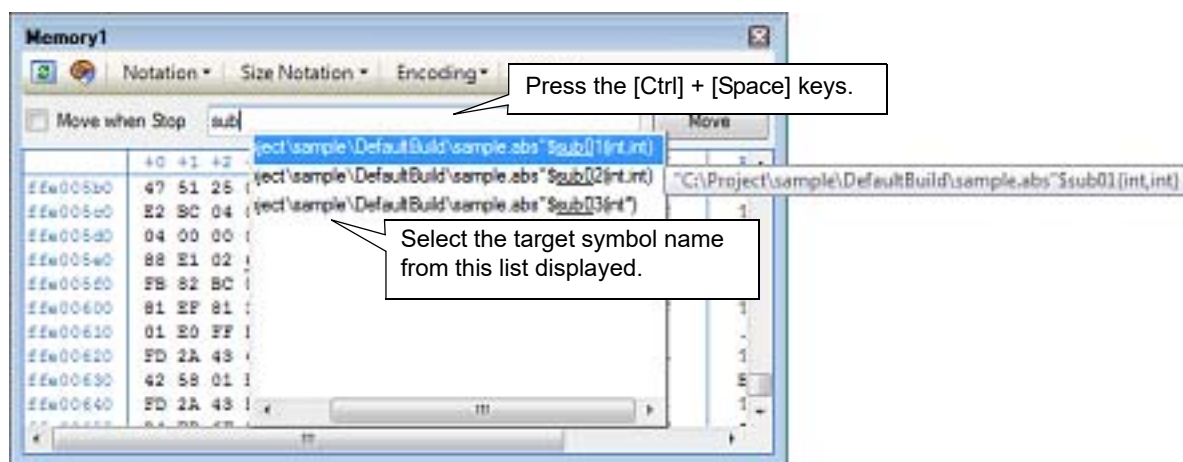 Memory1
Notation Size Notation Encoding
Press the [Ctrl] + [Space] keys.
Move when Stop sub Move
ject\sample\DefaultBuild\sample.abs"$sub01(int,int)
+0 +1 +2
ject\sample\DefaultBuild\sample.abs"$sub02(int,int)
"C:\Project\sample\DefaultBuild\sample.abs"$sub01(int,int)
ject\sample\DefaultBuild\sample.abs"$sub03(int*)
Select the target symbol name
from this list displayed.
ffe005b0 47 51 25
ffe005c0 E2 BC 04
ffe005d0 04 00 00
ffe005e0 88 E1 02
ffe005f0 FB 82 BC
ffe00600 81 EF 81
ffe00610 01 E0 FF
ffe00620 FD 2A 43
ffe00630 42 58 01
ffe00640 FD 2A 43